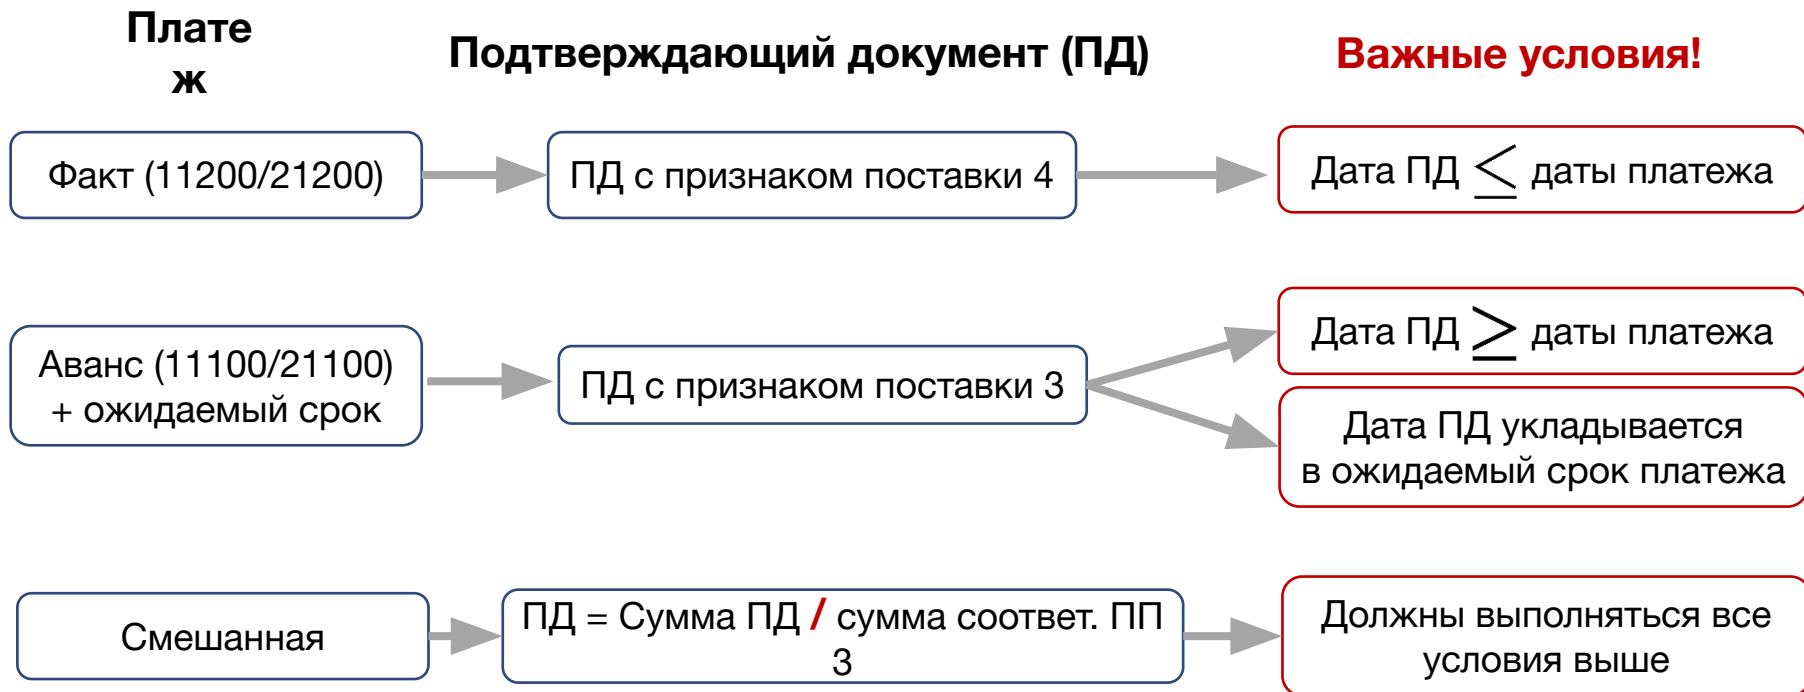 Плате
ж
Подтверждающий документ (ПД)
Важные условия!
Факт (11200/21200)
ПД с признаком поставки 4
Дата ПД ≤ даты платежа
Аванс (11100/21100)
+ ожидаемый срок
ПД с признаком поставки 3
Дата ПД ≥ даты платежа
Дата ПД укладывается
в ожидаемый срок платежа
Смешанная
ПД = Сумма ПД / сумма соответ. ПП
3
Должны выполняться все
условия выше